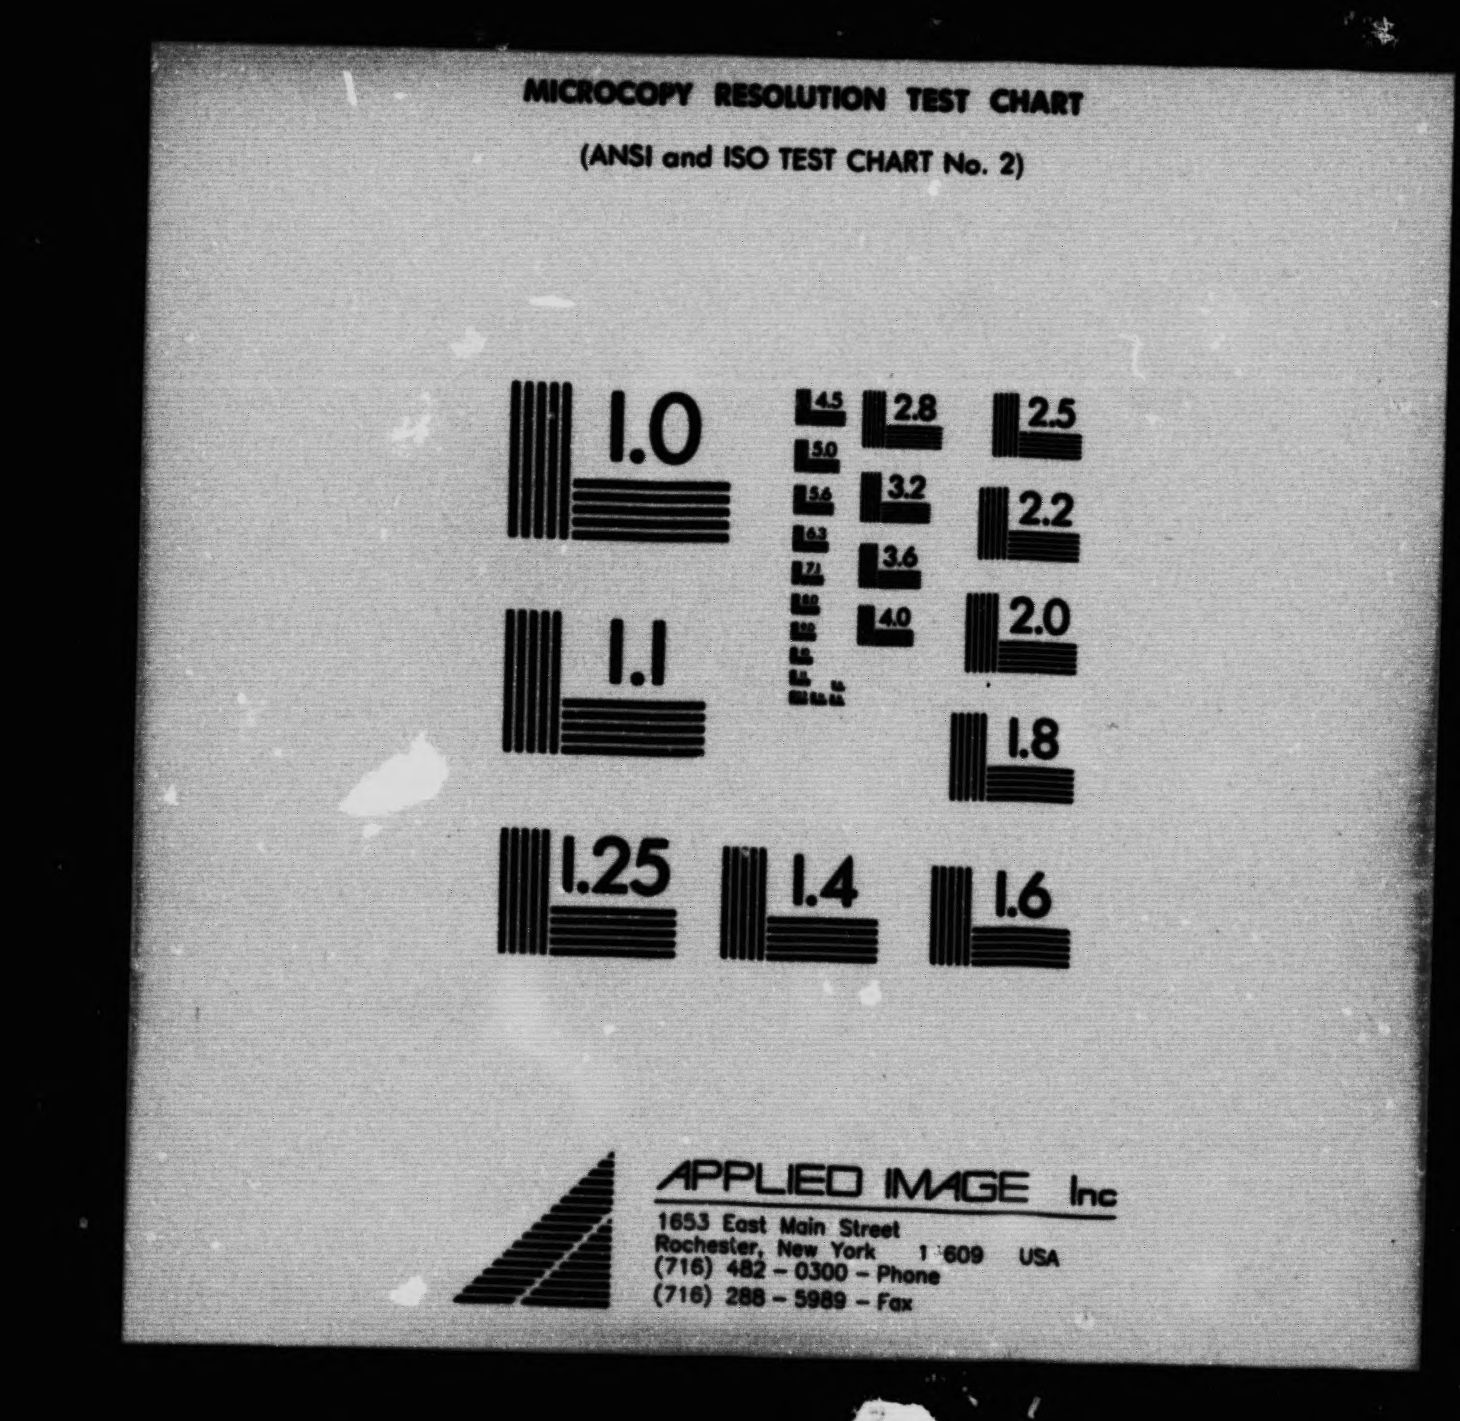 MICROCOPY RESOLUTION TEST CHART
(ANSI and ISO TEST CHART No. 2)
1.0
1.1
1.25
1.4
1.6
1.8
2.0
2.2
2.5
2.8
3.2
3.6
4.0
4.5
5.0
5.6
6.3
7.1
8.0
APPLIED IMAGE Inc
1653 East Main Street
Rochester, New York USA
(716) 482 - 0300 - Phone
(716) 288 - 5989 - Fax